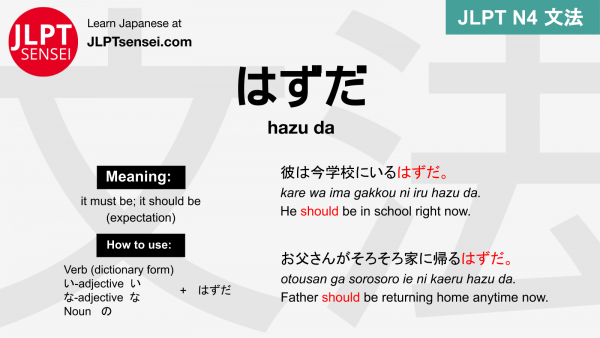 JLPT
SENSEI
Learn Japanese at
JLPTsensei.com
JLPT N4 文法
文法
はずだ
hazu da
Meaning:
it must be; it should be
(expectation)
How to use:
Verb (dictionary form)
い-adjective い
な-adjective な
Noun の
+ はずだ
彼は今学校にいるはずだ。
kare wa ima gakkou ni iru hazu da.
He should be in school right now.
お父さんがそろそろ家に帰るはずだ。
otousan ga sorosoro ie ni kaeru hazu da.
Father should be returning home anytime now.